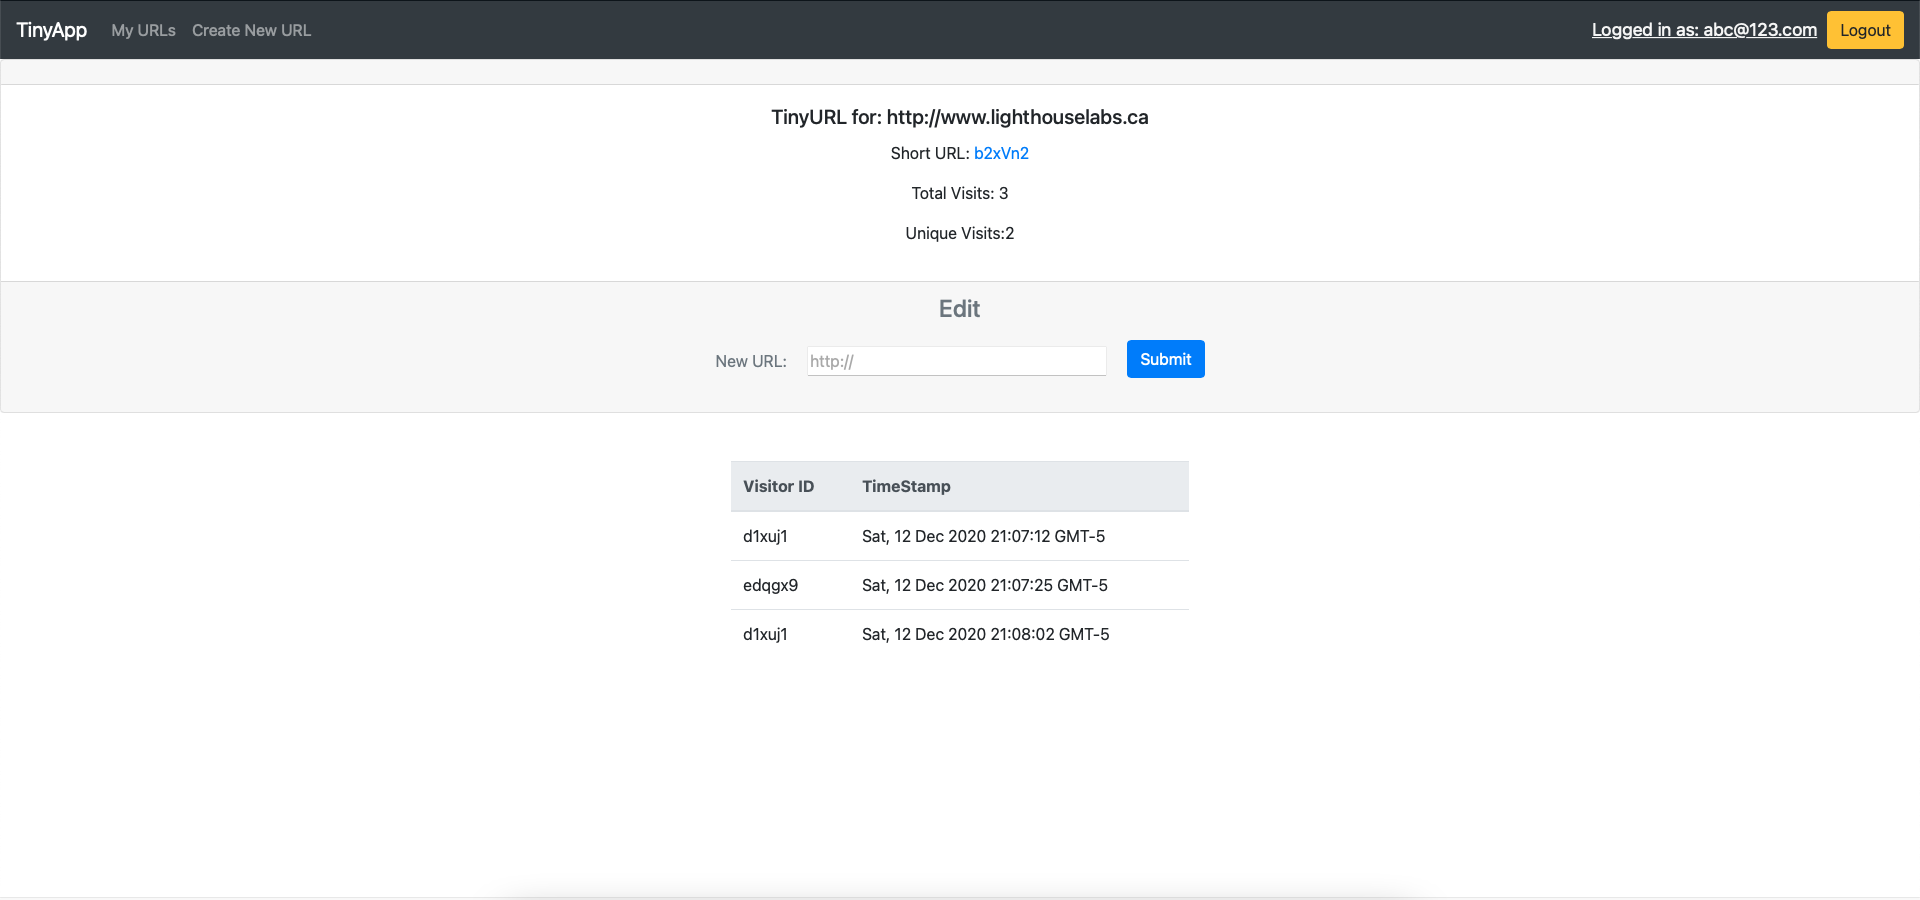 TinyApp My URLs Create New URL Logged in as: abc@123.com Logout
TinyURL for: http://www.lighthouselabs.ca
Short URL: b2xVn2
Total Visits: 3
Unique Visits:2
Edit
New URL: http:// Submit
Visitor ID TimeStamp
d1xuj1 Sat, 12 Dec 2020 21:07:12 GMT-5
edqgx9 Sat, 12 Dec 2020 21:07:25 GMT-5
d1xuj1 Sat, 12 Dec 2020 21:08:02 GMT-5